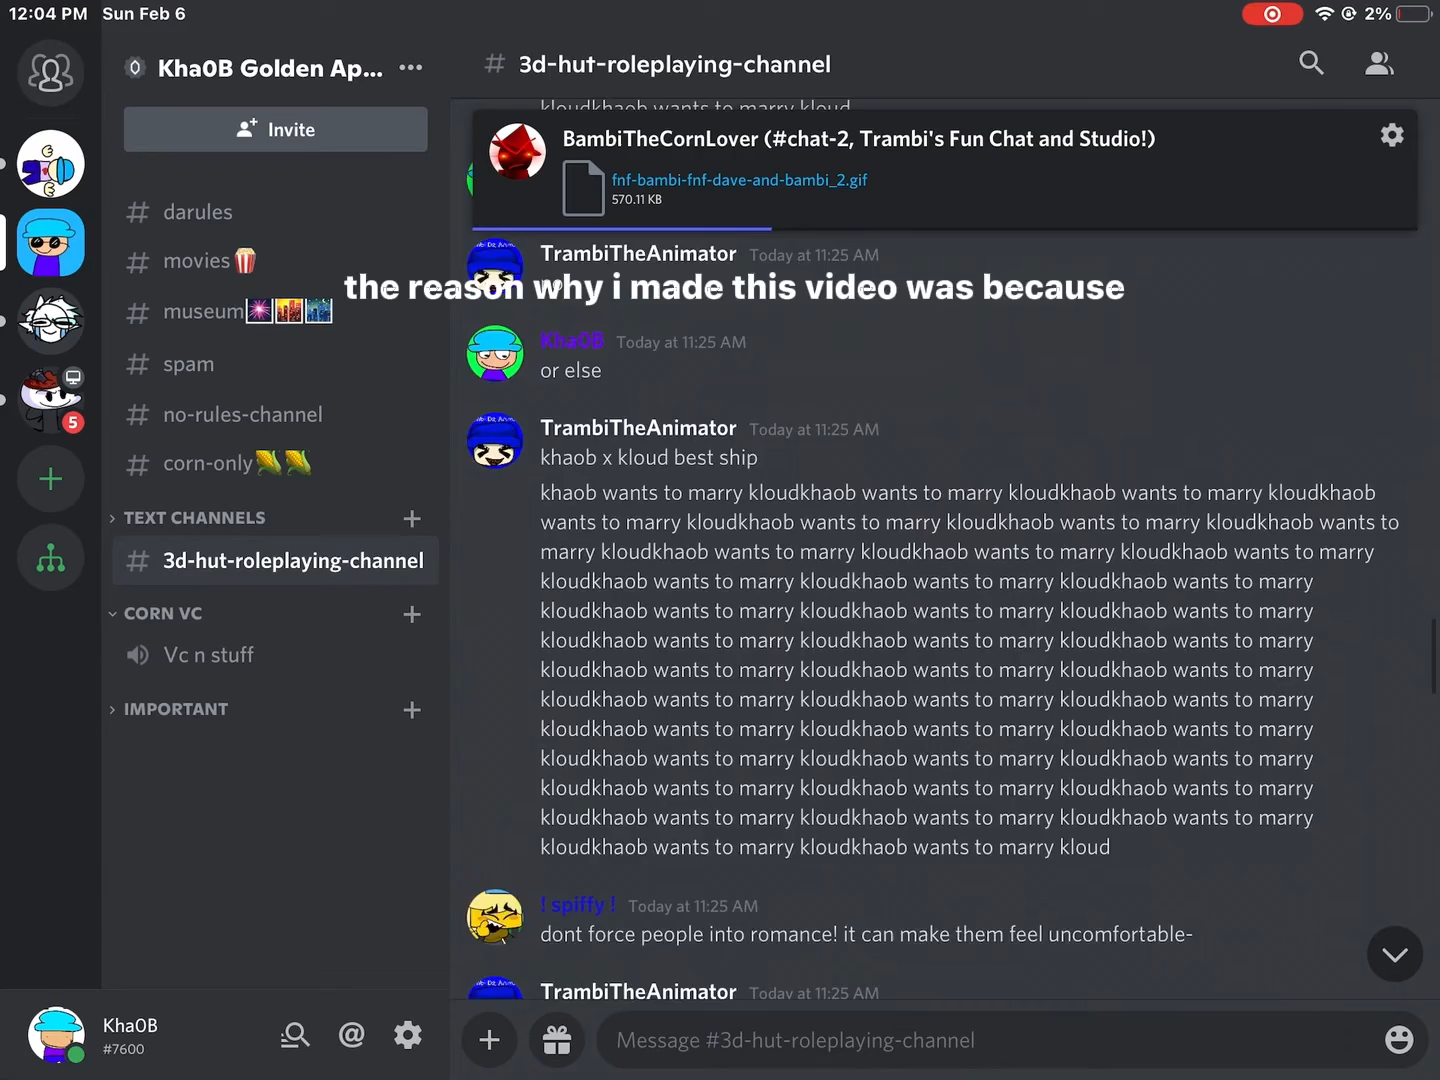 12:04 PM Sun Feb 6
2%
Kha0B Golden Ap...
Invite
darules
movies
museum
spam
no-rules-channel
corn-only
TEXT CHANNELS
3d-hut-roleplaying-channel
CORN VC
Vc n stuff
IMPORTANT
5
Kha0B
#7600
3d-hut-roleplaying-channel
kloudkhaob wants to marry kloud
BambiTheCornLover (#chat-2, Trambi's Fun Chat and Studio!)
fnf-bambi-fnf-dave-and-bambi_2.gif
570.11 KB
TrambiTheAnimator Today at 11:25 AM
the reason why i made this video was because
Kha0B Today at 11:25 AM
or else
TrambiTheAnimator Today at 11:25 AM
khaob x kloud best ship
khaob wants to marry kloudkhaob wants to marry kloudkhaob wants to marry kloudkhaob
wants to marry kloudkhaob wants to marry kloudkhaob wants to marry kloudkhaob wants to
marry kloudkhaob wants to marry kloudkhaob wants to marry kloudkhaob wants to marry
kloudkhaob wants to marry kloudkhaob wants to marry kloudkhaob wants to marry
kloudkhaob wants to marry kloudkhaob wants to marry kloudkhaob wants to marry
kloudkhaob wants to marry kloudkhaob wants to marry kloudkhaob wants to marry
kloudkhaob wants to marry kloudkhaob wants to marry kloudkhaob wants to marry
kloudkhaob wants to marry kloudkhaob wants to marry kloudkhaob wants to marry
kloudkhaob wants to marry kloudkhaob wants to marry kloudkhaob wants to marry
kloudkhaob wants to marry kloudkhaob wants to marry kloudkhaob wants to marry
kloudkhaob wants to marry kloudkhaob wants to marry kloudkhaob wants to marry
kloudkhaob wants to marry kloudkhaob wants to marry kloudkhaob wants to marry
kloudkhaob wants to marry kloudkhaob wants to marry kloud
! spiffy ! Today at 11:25 AM
dont force people into romance! it can make them feel uncomfortable-
TrambiTheAnimator Today at 11:25 AM
Message #3d-hut-roleplaying-channel